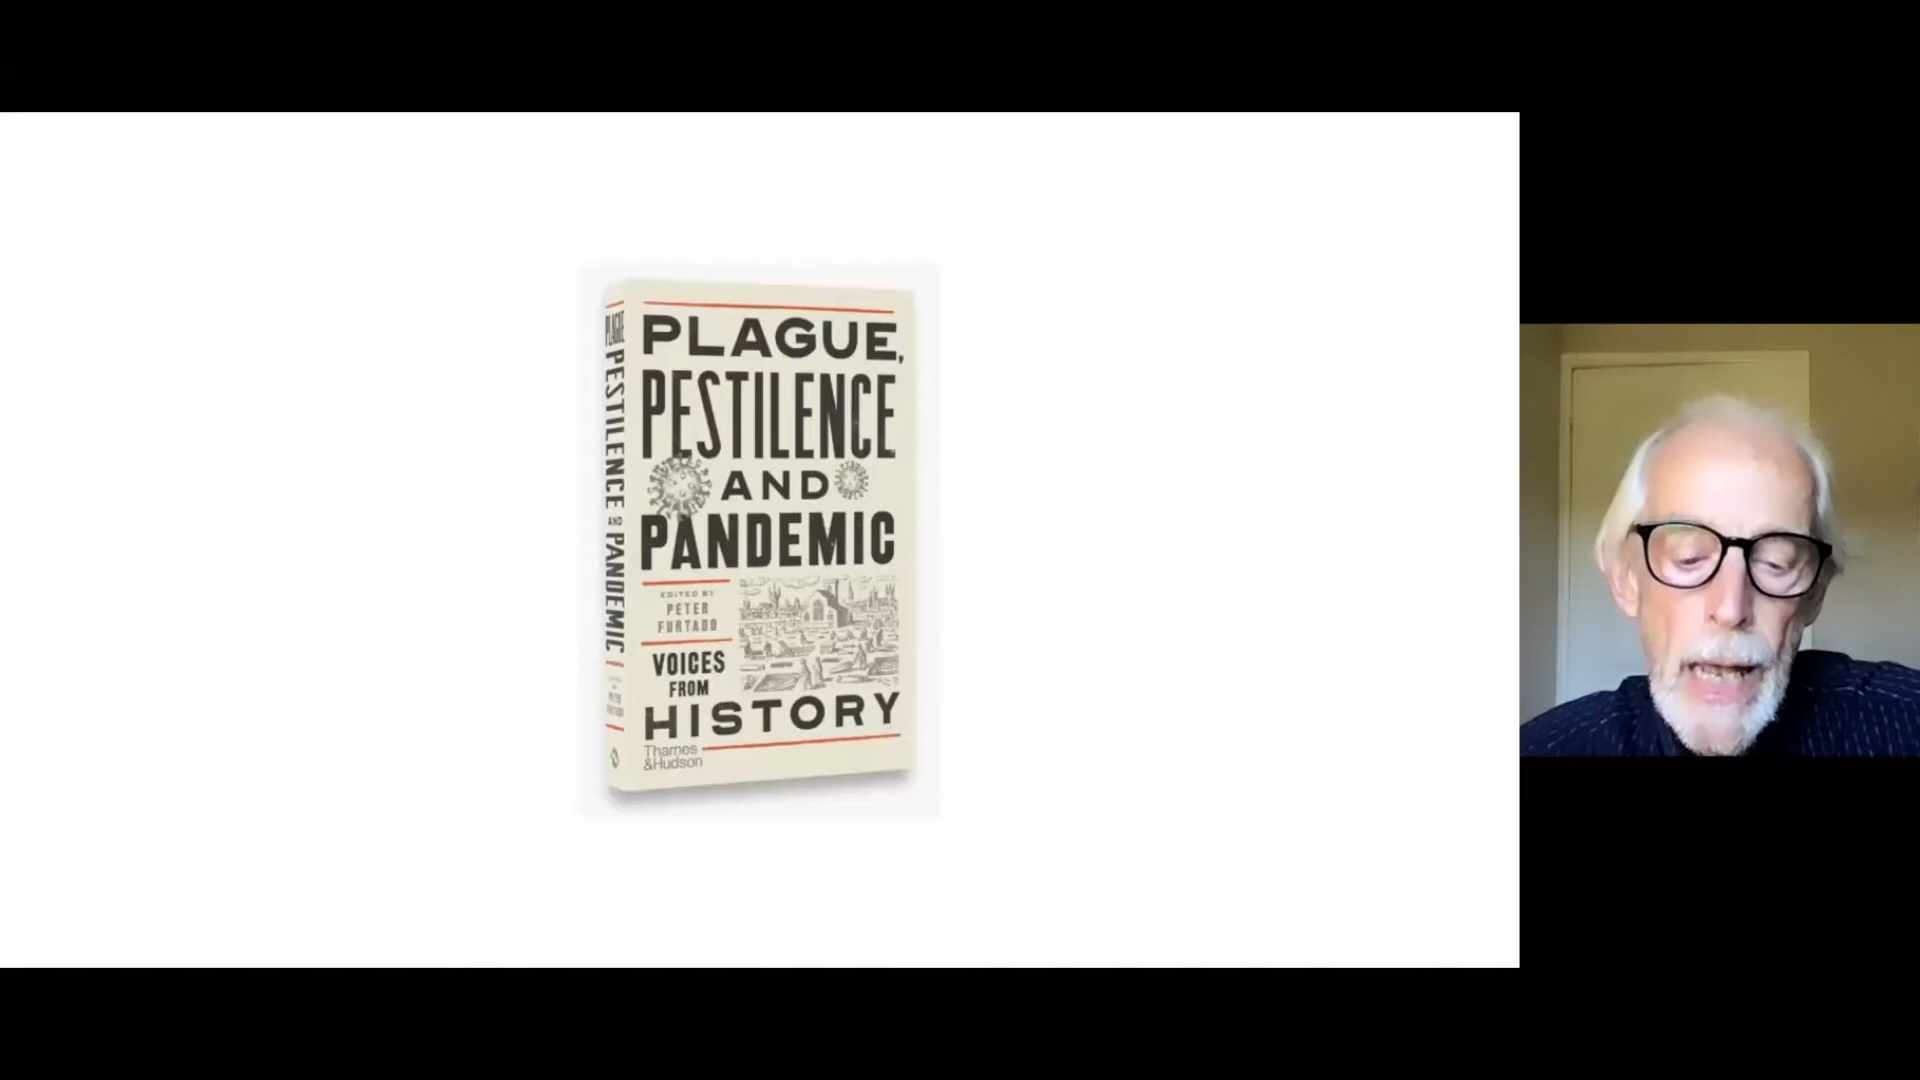 PLAGUE,
PESTILENCE
AND
PANDEMIC
EDITED BY
PETER
FURTADO
VOICES
FROM
HISTORY
Thames
&Hudson
PLAGUE PESTILENCE AND PANDEMIC